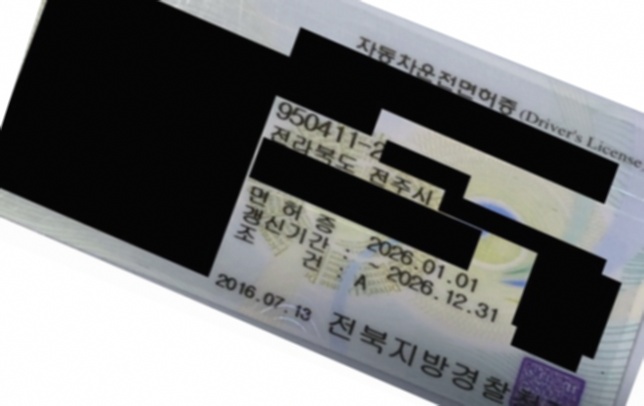 자동차운전면허증 (Driver's License)
950411-2
전라북도 전주시
면허증
갱신기간 : 2026.01.01
~ 2026.12.31
조 건 : A
2016.07.13
전북지방경찰